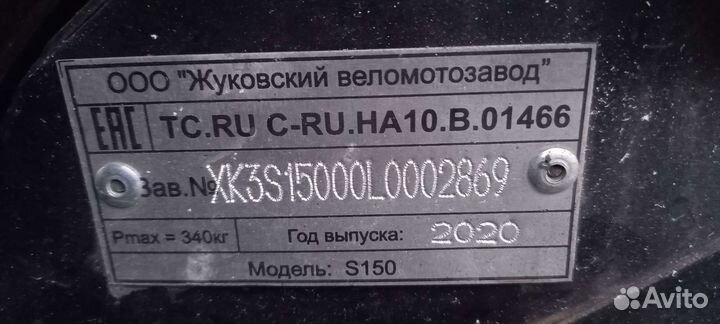 ООО "Жуковский веломотозавод"
EAC TC.RU C-RU.HA10.B.01466
Зав.№ XK3S15000L0002869
Pmax = 340кг Год выпуска: 2020
Модель: S150
Avito